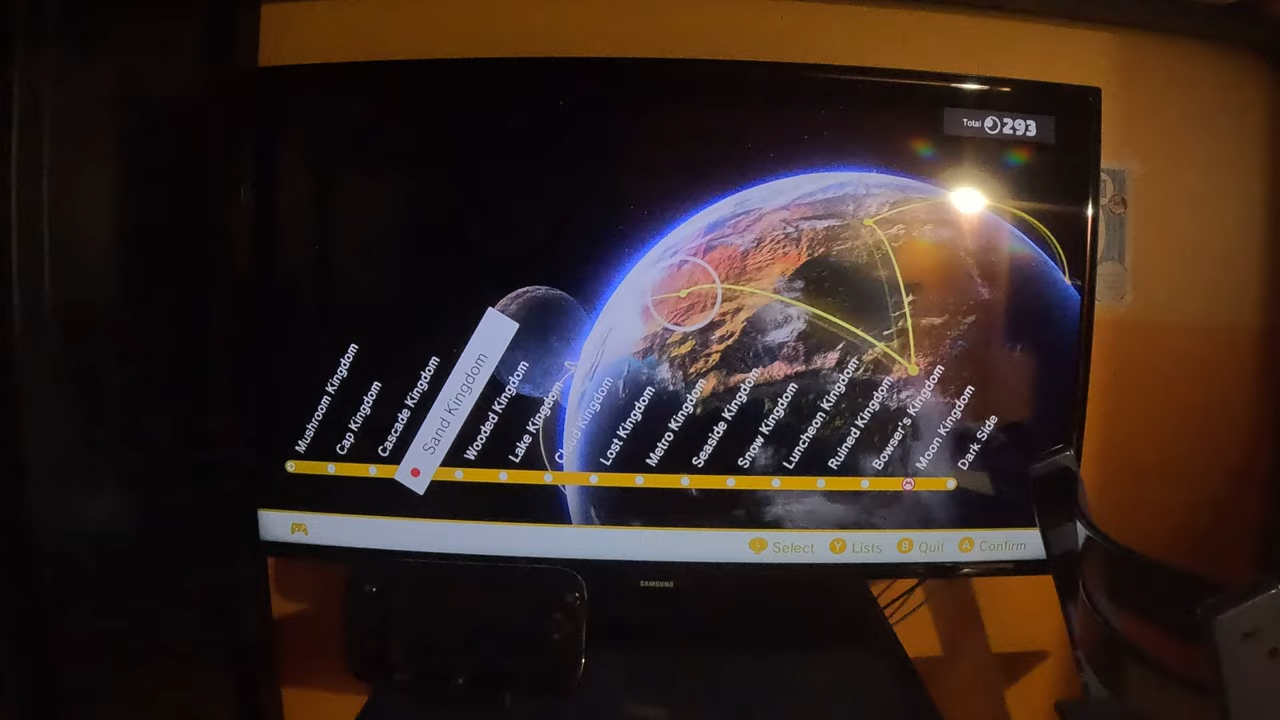 Total 293
Mushroom Kingdom
Cap Kingdom
Cascade Kingdom
Sand Kingdom
Wooded Kingdom
Lake Kingdom
Cloud Kingdom
Lost Kingdom
Metro Kingdom
Seaside Kingdom
Snow Kingdom
Luncheon Kingdom
Ruined Kingdom
Bowser's Kingdom
Moon Kingdom
Dark Side
L Select Y Lists B Quit A Confirm
SAMSUNG